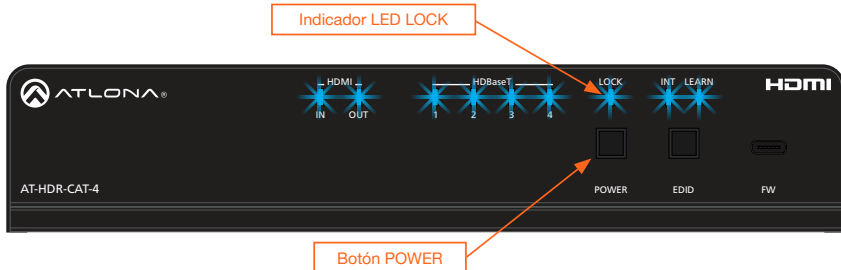 Indicador LED LOCK
HDMI HDBaseT LOCK INT LEARN HDMI
ATLONA®
IN OUT 1 2 3 4
AT-HDR-CAT-4 POWER EDID FW
Botón POWER